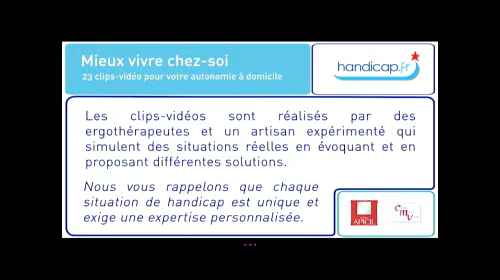 Mieux vivre chez-soi
23 clips-vidéo pour votre autonomie à domicile
handicap.fr
Les clips-vidéos sont réalisés par des
ergothérapeutes et un artisan expérimenté qui
simulent des situations réelles en évoquant et en
proposant différentes solutions.
Nous vous rappelons que chaque
situation de handicap est unique et
exige une expertise personnalisée.
APICIL
cmv